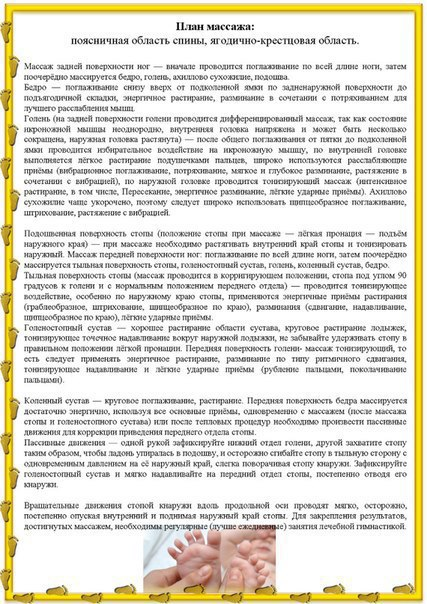 План массажа:
поясничная область спины, ягодично-крестцовая область.
Массаж задней поверхности ног — вначале проводится поглаживание по всей длине ноги, затем
поочерёдно массируется бедро, голень, ахиллово сухожилие, подошва.
Бедро — поглаживание снизу вверх от подколенной ямки по задненаружной поверхности до
подъягодичной складки, энергичное растирание, разминание в сочетании с потряхиванием для
лучшего расслабления мышц.
Голень (на задней поверхности голени проводится дифференцированный массаж, так как состояние
икроножной мышцы неоднородно, внутренняя головка напряжена и может быть несколько
сокращена, наружная головка растянута) — после общего поглаживания от пятки до подколенной
ямки проводится избирательное воздействие на икроножную мышцу, по внутренней головке
выполняется лёгкое растирание подушечками пальцев, широко используются расслабляющие
приёмы (вибрационное поглаживание, потряхивание, мягкое и глубокое разминание, растяжение в
сочетании с вибрацией), по наружной головке проводится тонизирующий массаж (интенсивное
растирание, в том числе, Пересекание, энергичное разминание, лёгкие ударные приёмы). Ахиллово
сухожилие чаще укорочено, поэтому следует широко использовать щипцеобразное поглаживание,
штрихование, растяжение с вибрацией.
Подошвенная поверхность стопы (положение стопы при массаже — лёгкая пронация — подъём
наружного края) — при массаже необходимо растягивать внутренний край стопы и тонизировать
наружный. Массаж передней поверхности ног: поглаживание по всей длине ноги, затем поочерёдно
массируется тыльная поверхность стопы, голеностопный сустав, голень, коленный сустав, бедро.
Тыльная поверхность стопы (массаж проводится в корригирующем положении, стопа под углом 90
градусов к голени и с нормальным положением переднего отдела) — проводится тонизирующее
воздействие, особенно по наружному краю стопы, применяются энергичные приёмы растирания
(граблеобразное, штрихование, щипцеобразное по краю), разминания (сдвигание, надавливание,
щипцеобразное по краю), лёгкие ударные приёмы.
Голеностопный сустав — хорошее растирание области сустава, круговое растирание лодыжек,
тонизирующее точечное надавливание вокруг наружной лодыжки, не забывайте удерживать стопу в
правильном положении лёгкой пронации. Передняя поверхность голени- массаж тонизирующий, то
есть следует применять энергичное растирание, разминание по типу ритмичного сдвигания,
тонизирующее надавливание и лёгкие ударные приёмы (рубление пальцами, поколачивание
пальцами).
Коленный сустав — круговое поглаживание, растирание. Передняя поверхность бедра массируется
достаточно энергично, используя все основные приёмы, одновременно с массажем (после массажа
стопы и голеностопного сустава) или после тепловых процедур необходимо произвести пассивные
движения для коррекции приведения переднего отдела стопы.
Пассивные движения — одной рукой зафиксируйте нижний отдел голени, другой захватите стопу
таким образом, чтобы ладонь упиралась в подошву, и осторожно сгибайте стопу в тыльную сторону с
одновременным давлением на её наружный край, слегка поворачивая стопу кнаружи. Зафиксируйте
голеностопный сустав и мягко надавливайте на передний отдел стопы, постепенно отводя его
кнаружи.
Вращательные движения стопой кнаружи вдоль продольной оси проводят мягко, осторожно,
постепенно опуская внутренний и поднимая наружный край стопы. Для закрепления результатов,
достигнутых массажем, необходимы регулярные (лучше ежедневные) занятия лечебной гимнастикой.